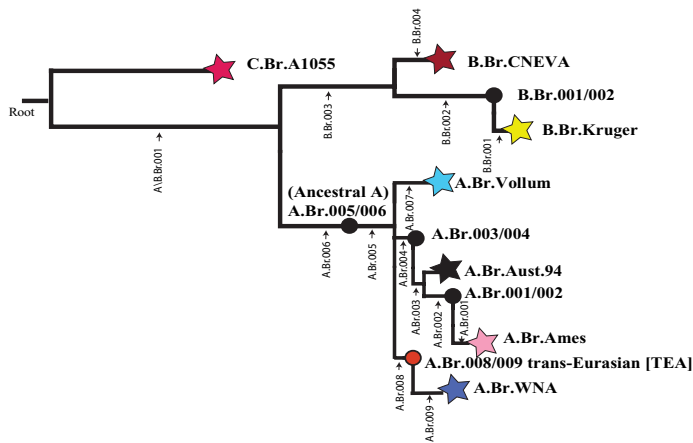 B.Br.004
C.Br.A1055
B.Br.CNEVA
Root
B.Br.003
B.Br.001/002
B.Br.002
B.Br.001
B.Br.Kruger
A\B.Br.001
(Ancestral A)
A.Br.005/006
A.Br.Vollum
A.Br.007
A.Br.006
A.Br.005
A.Br.004
A.Br.003/004
A.Br.Aust.94
A.Br.003
A.Br.001/002
A.Br.002
A.Br.001
A.Br.Ames
A.Br.008/009 trans-Eurasian [TEA]
A.Br.008
A.Br.WNA
A.Br.009